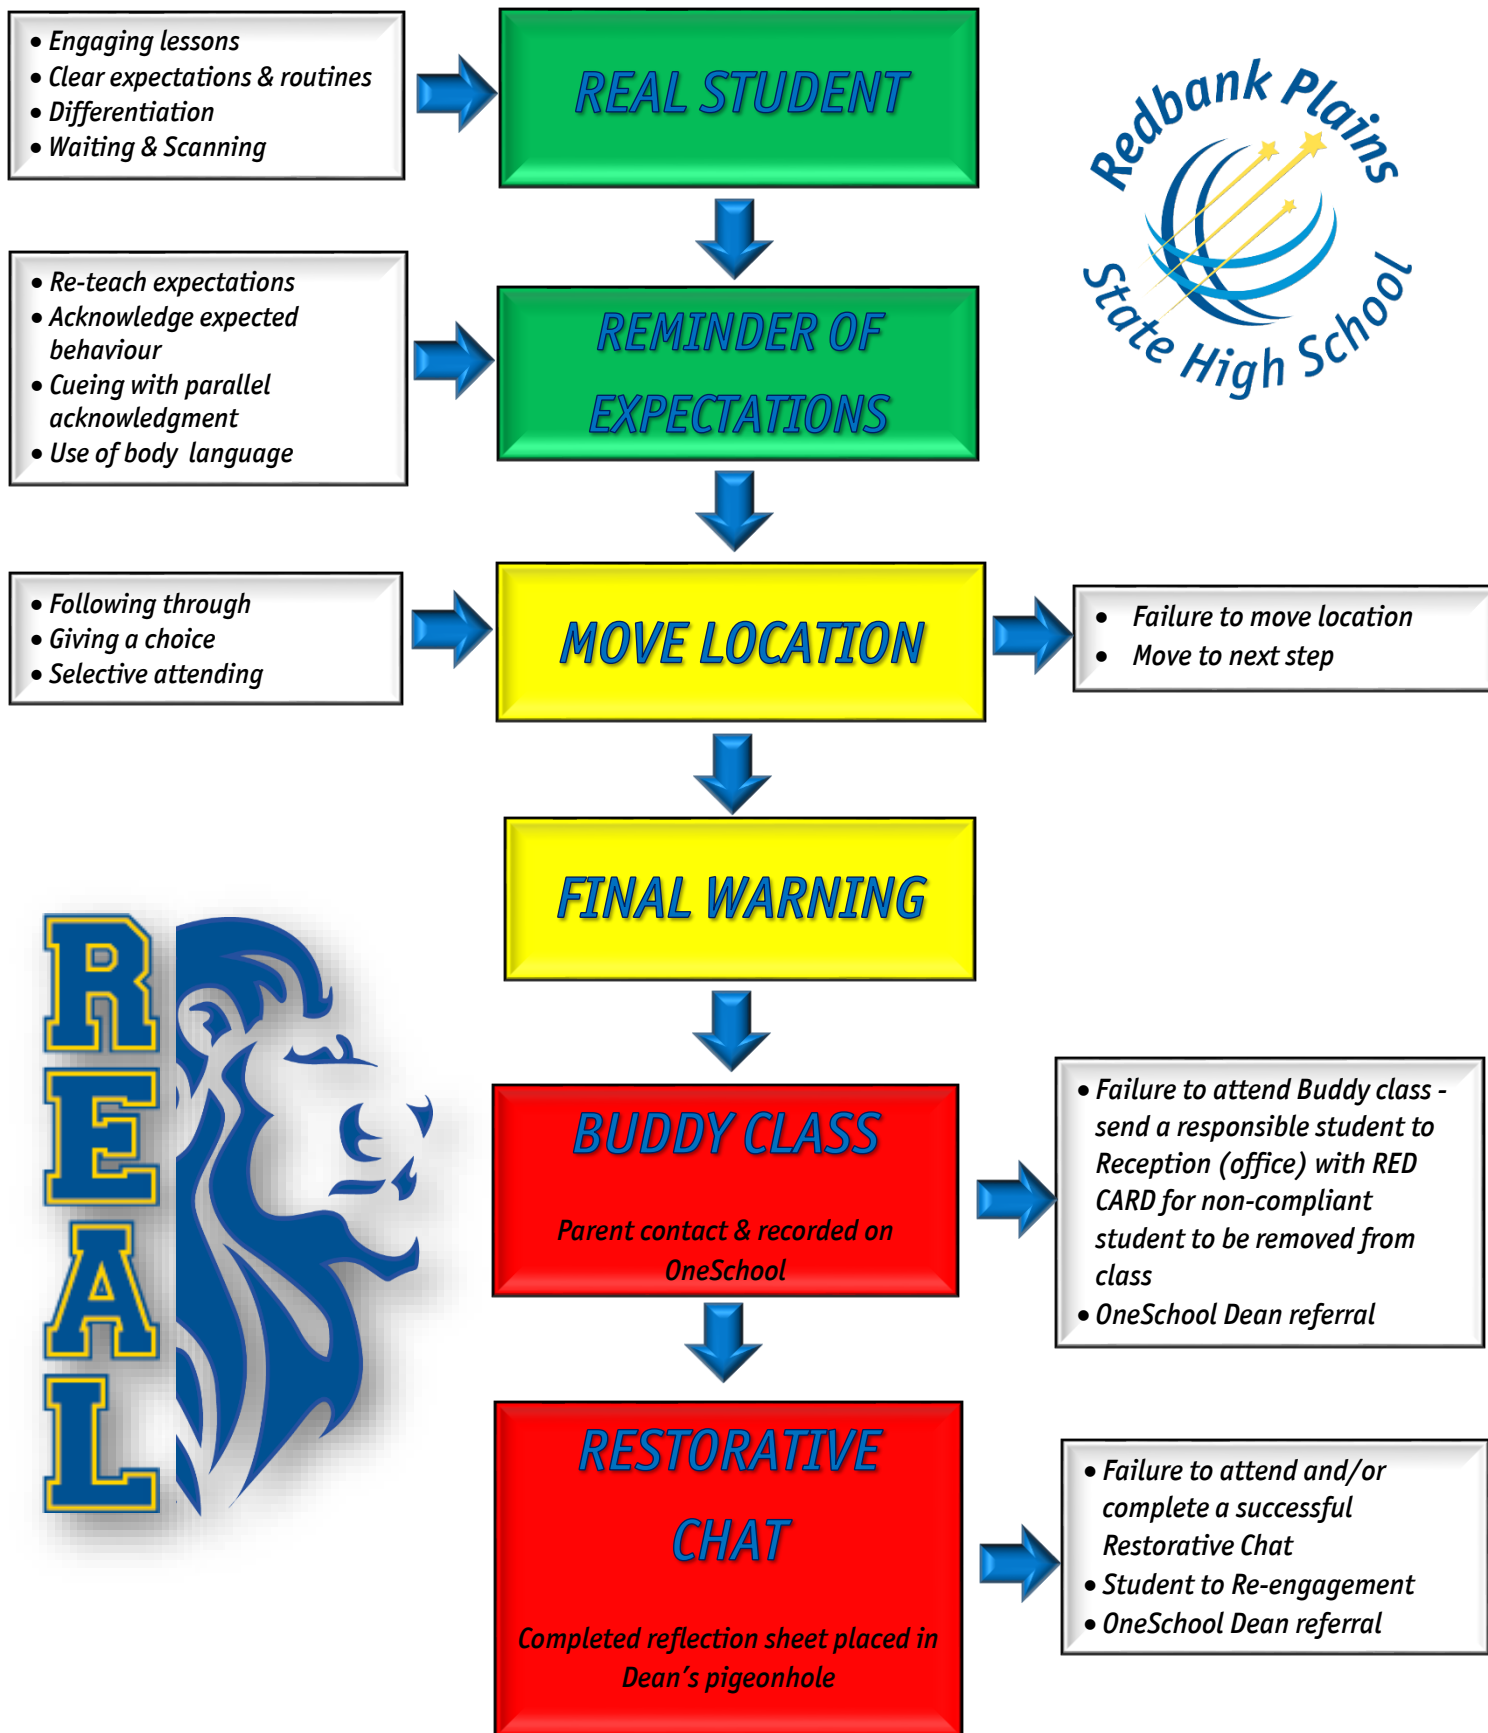 • Engaging lessons
• Clear expectations & routines
• Differentiation
• Waiting & Scanning
REAL STUDENT
Redbank Plains
State High School
• Re-teach expectations
• Acknowledge expected
behaviour
• Cueing with parallel
acknowledgment
• Use of body language
REMINDER OF
EXPECTATIONS
• Following through
• Giving a choice
• Selective attending
MOVE LOCATION
• Failure to move location
• Move to next step
FINAL WARNING
R
E
A
L
BUDDY CLASS
Parent contact & recorded on
OneSchool
• Failure to attend Buddy class -
send a responsible student to
Reception (office) with RED
CARD for non-compliant
student to be removed from
class
• OneSchool Dean referral
RESTORATIVE
CHAT
Completed reflection sheet placed in
Dean's pigeonhole
• Failure to attend and/or
complete a successful
Restorative Chat
• Student to Re-engagement
• OneSchool Dean referral